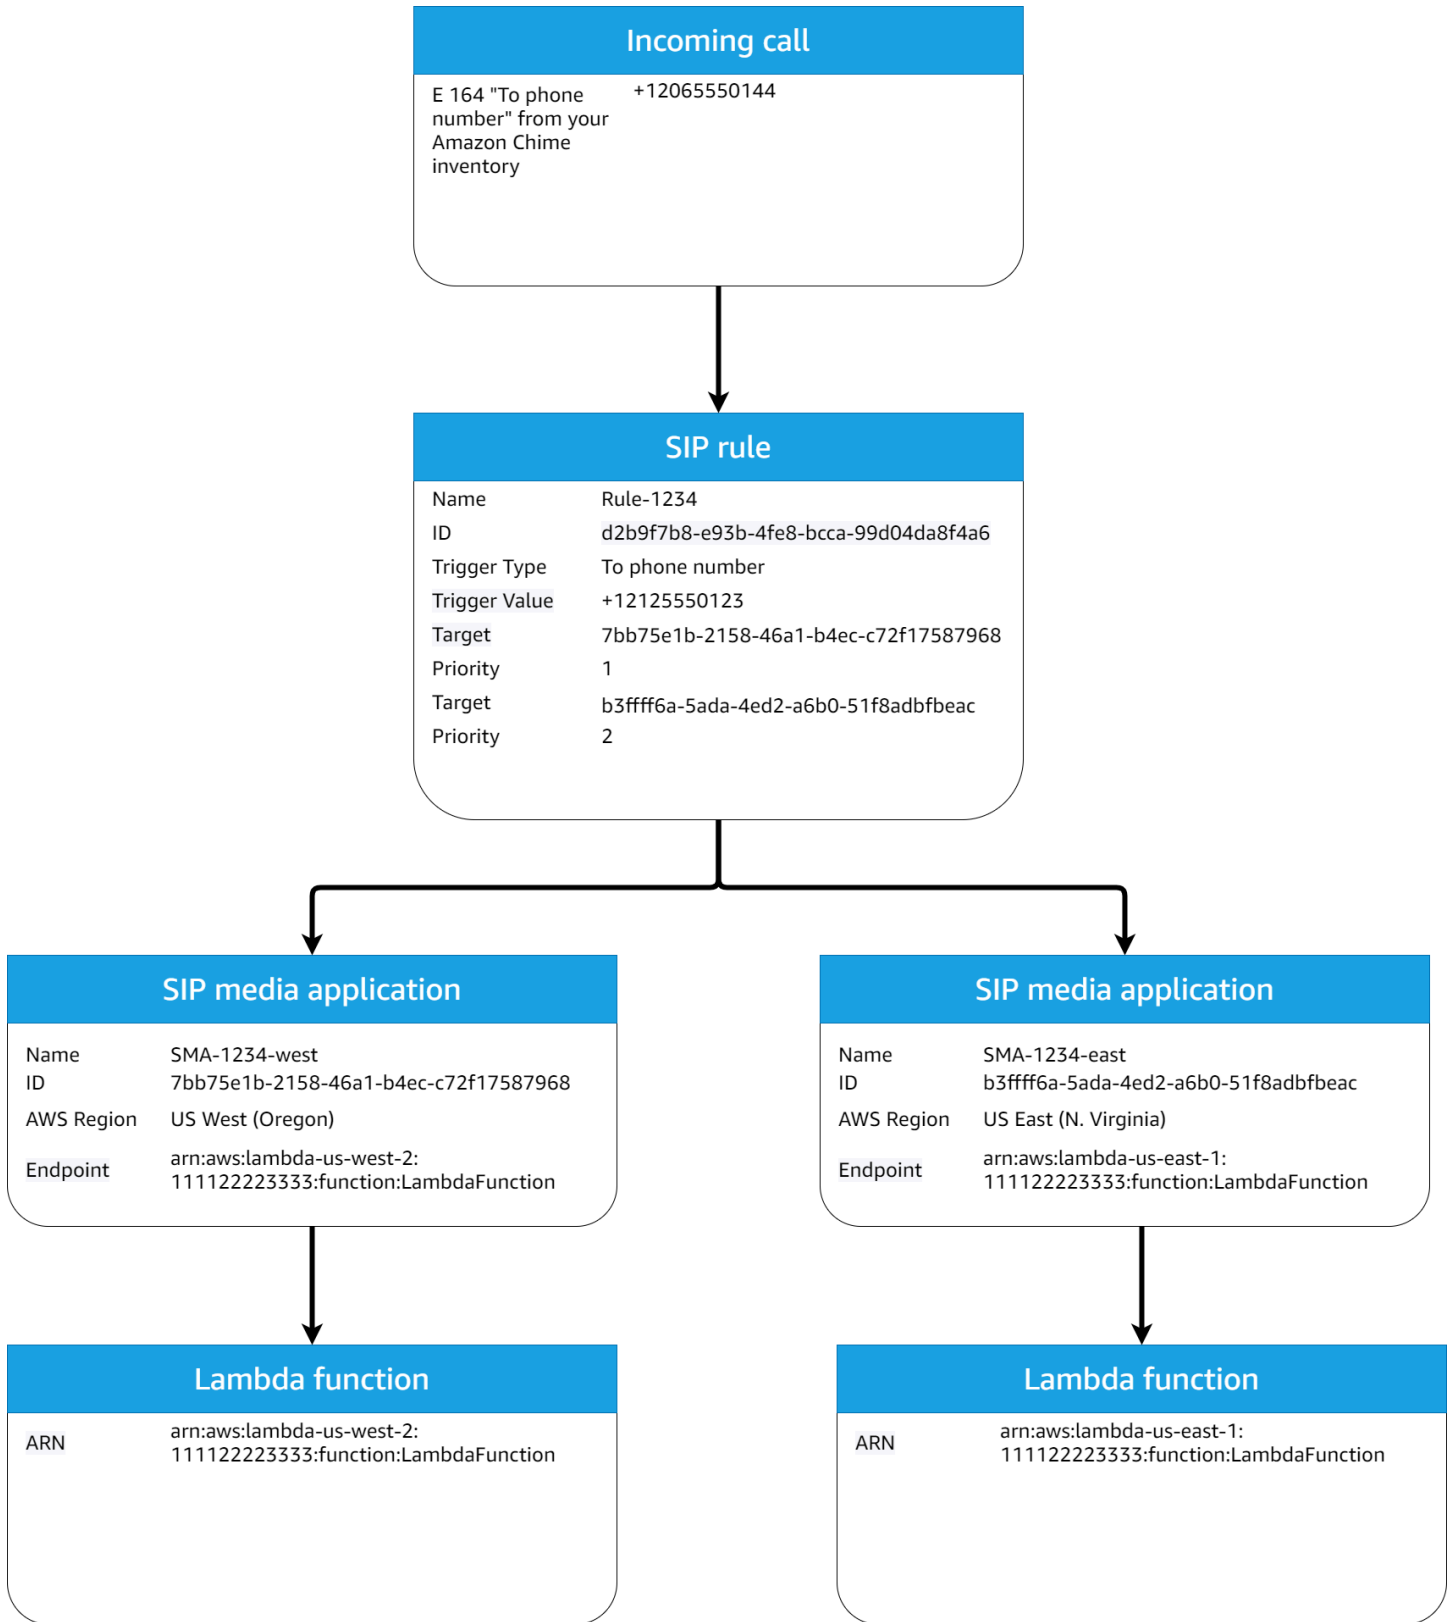 Incoming call
E 164 "To phone +12065550144
number" from your
Amazon Chime
inventory
SIP rule
Name Rule-1234
ID d2b9f7b8-e93b-4fe8-bcca-99d04da8f4a6
Trigger Type To phone number
Trigger Value +12125550123
Target 7bb75e1b-2158-46a1-b4ec-c72f17587968
Priority 1
Target b3ffff6a-5ada-4ed2-a6b0-51f8adbfbeac
Priority 2
SIP media application
Name SMA-1234-west
ID 7bb75e1b-2158-46a1-b4ec-c72f17587968
AWS Region US West (Oregon)
Endpoint arn:aws:lambda-us-west-2:
111122223333:function:LambdaFunction
SIP media application
Name SMA-1234-east
ID b3ffff6a-5ada-4ed2-a6b0-51f8adbfbeac
AWS Region US East (N. Virginia)
Endpoint arn:aws:lambda-us-east-1:
111122223333:function:LambdaFunction
Lambda function
ARN arn:aws:lambda-us-west-2:
111122223333:function:LambdaFunction
Lambda function
ARN arn:aws:lambda-us-east-1:
111122223333:function:LambdaFunction